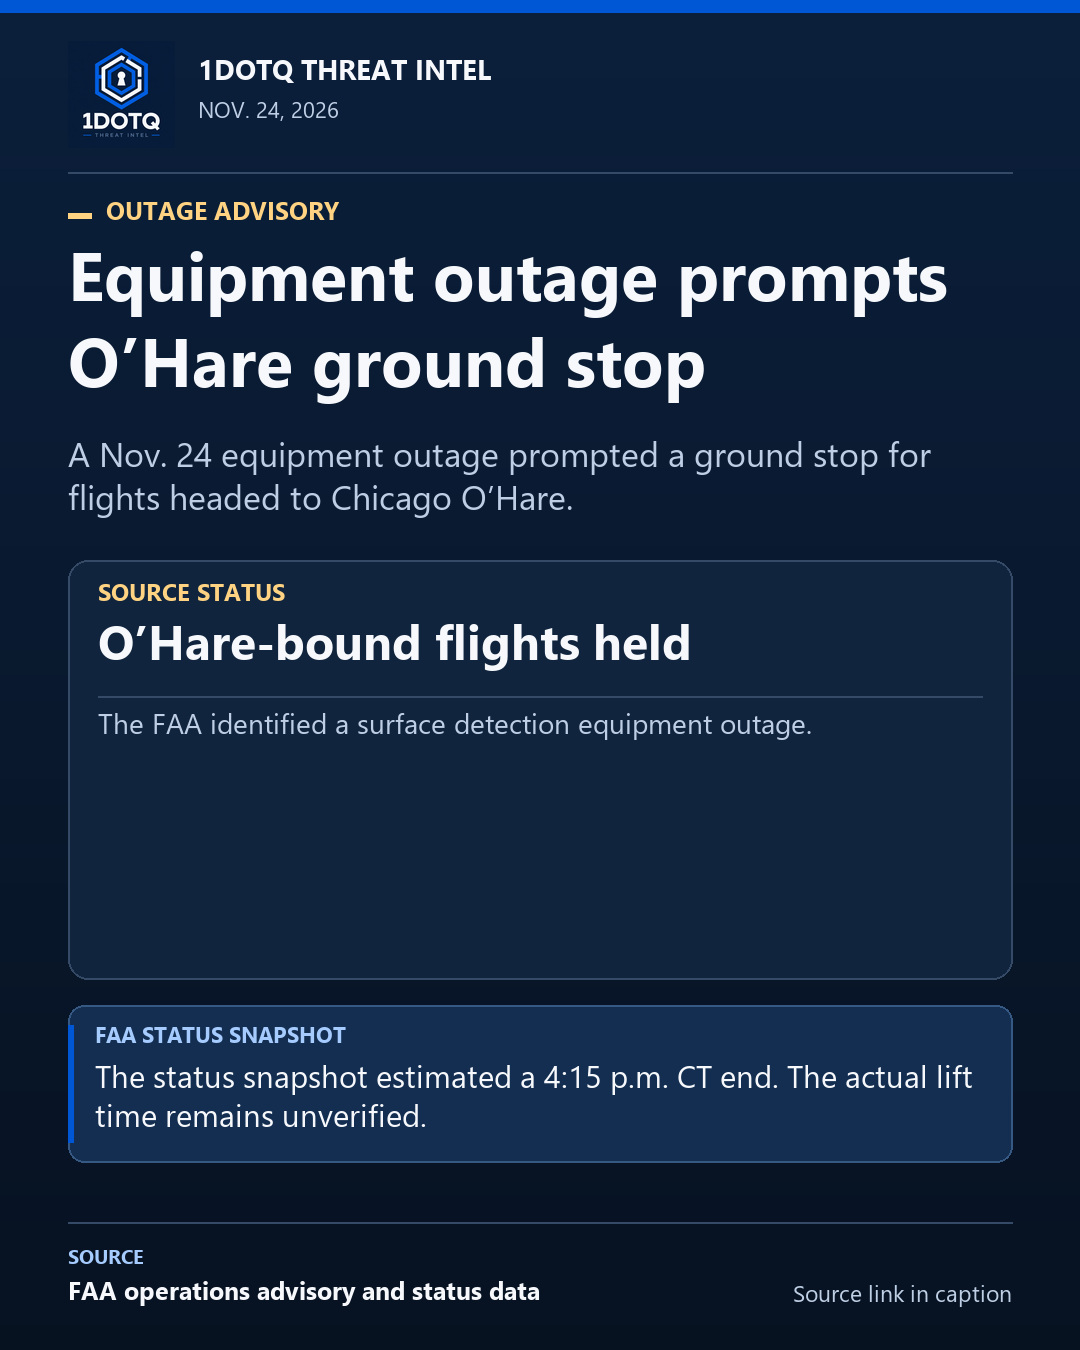 1DOTQ
THREAT INTEL
1DOTQ THREAT INTEL
NOV. 24, 2026
OUTAGE ADVISORY
Equipment outage prompts
O’Hare ground stop
A Nov. 24 equipment outage prompted a ground stop for
flights headed to Chicago O’Hare.
SOURCE STATUS
O’Hare-bound flights held
The FAA identified a surface detection equipment outage.
FAA STATUS SNAPSHOT
The status snapshot estimated a 4:15 p.m. CT end. The actual lift
time remains unverified.
SOURCE
FAA operations advisory and status data
Source link in caption